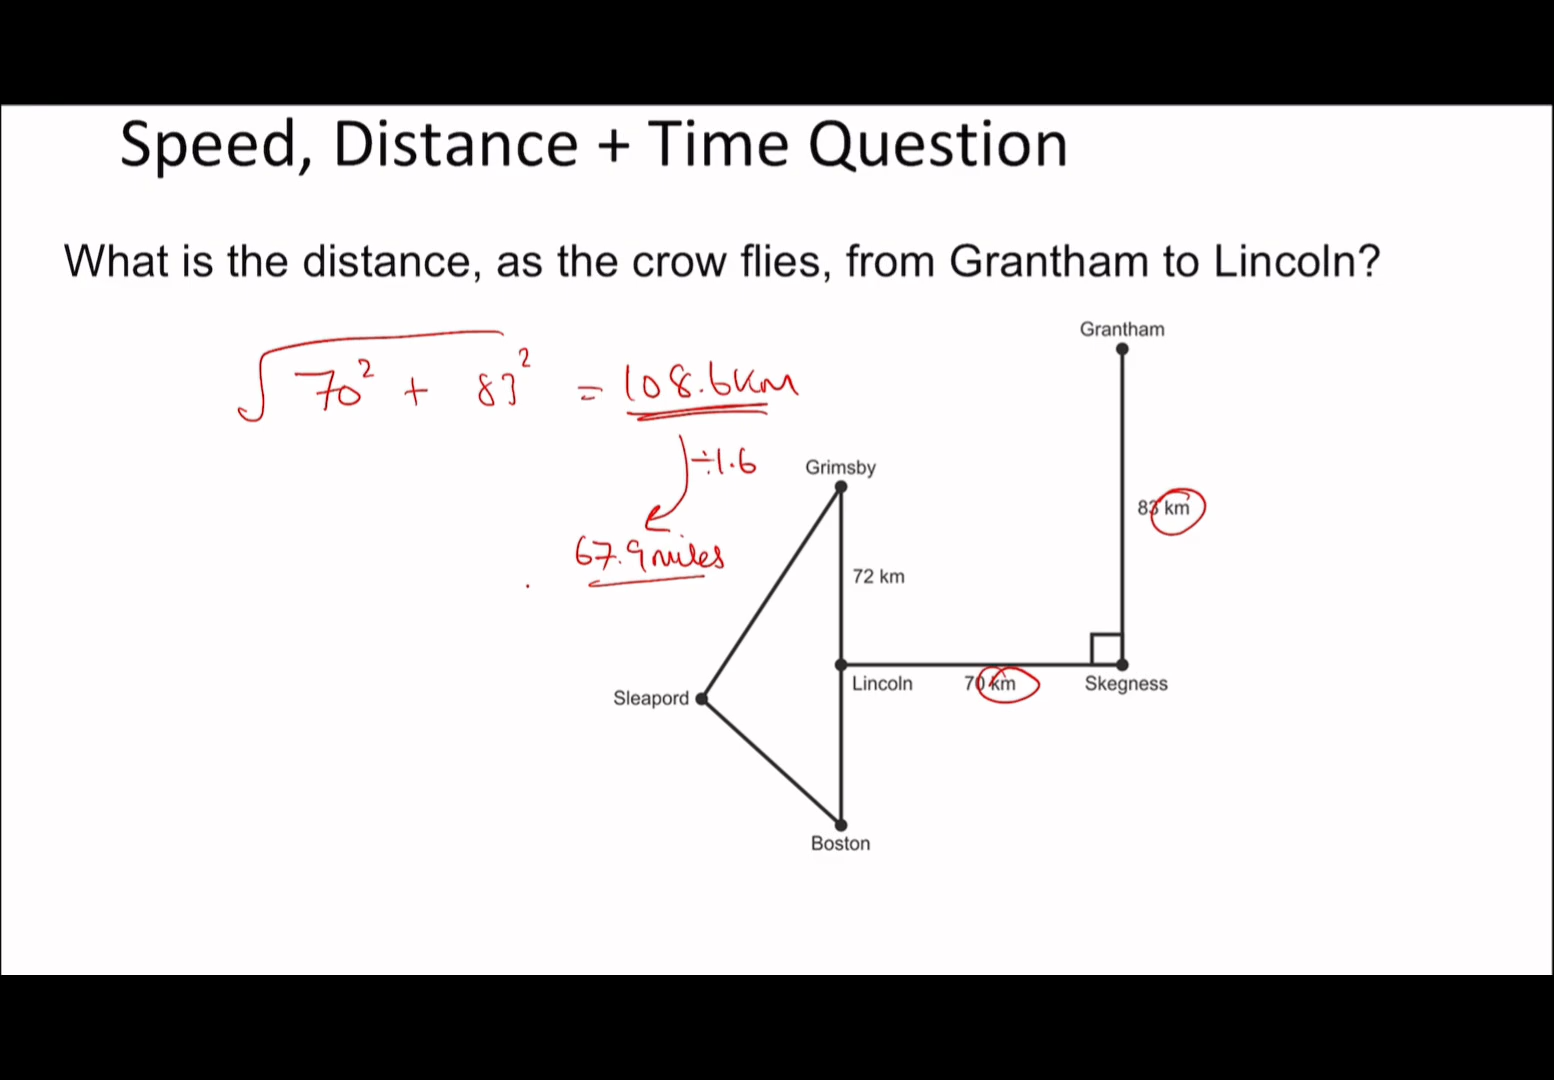 Speed, Distance + Time Question
What is the distance, as the crow flies, from Grantham to Lincoln?
Grantham
√70² + 83² = 108.6km
÷1.6
Grimsby
83 km
67.9miles
72 km
Lincoln 70 km Skegness
Sleapord
Boston